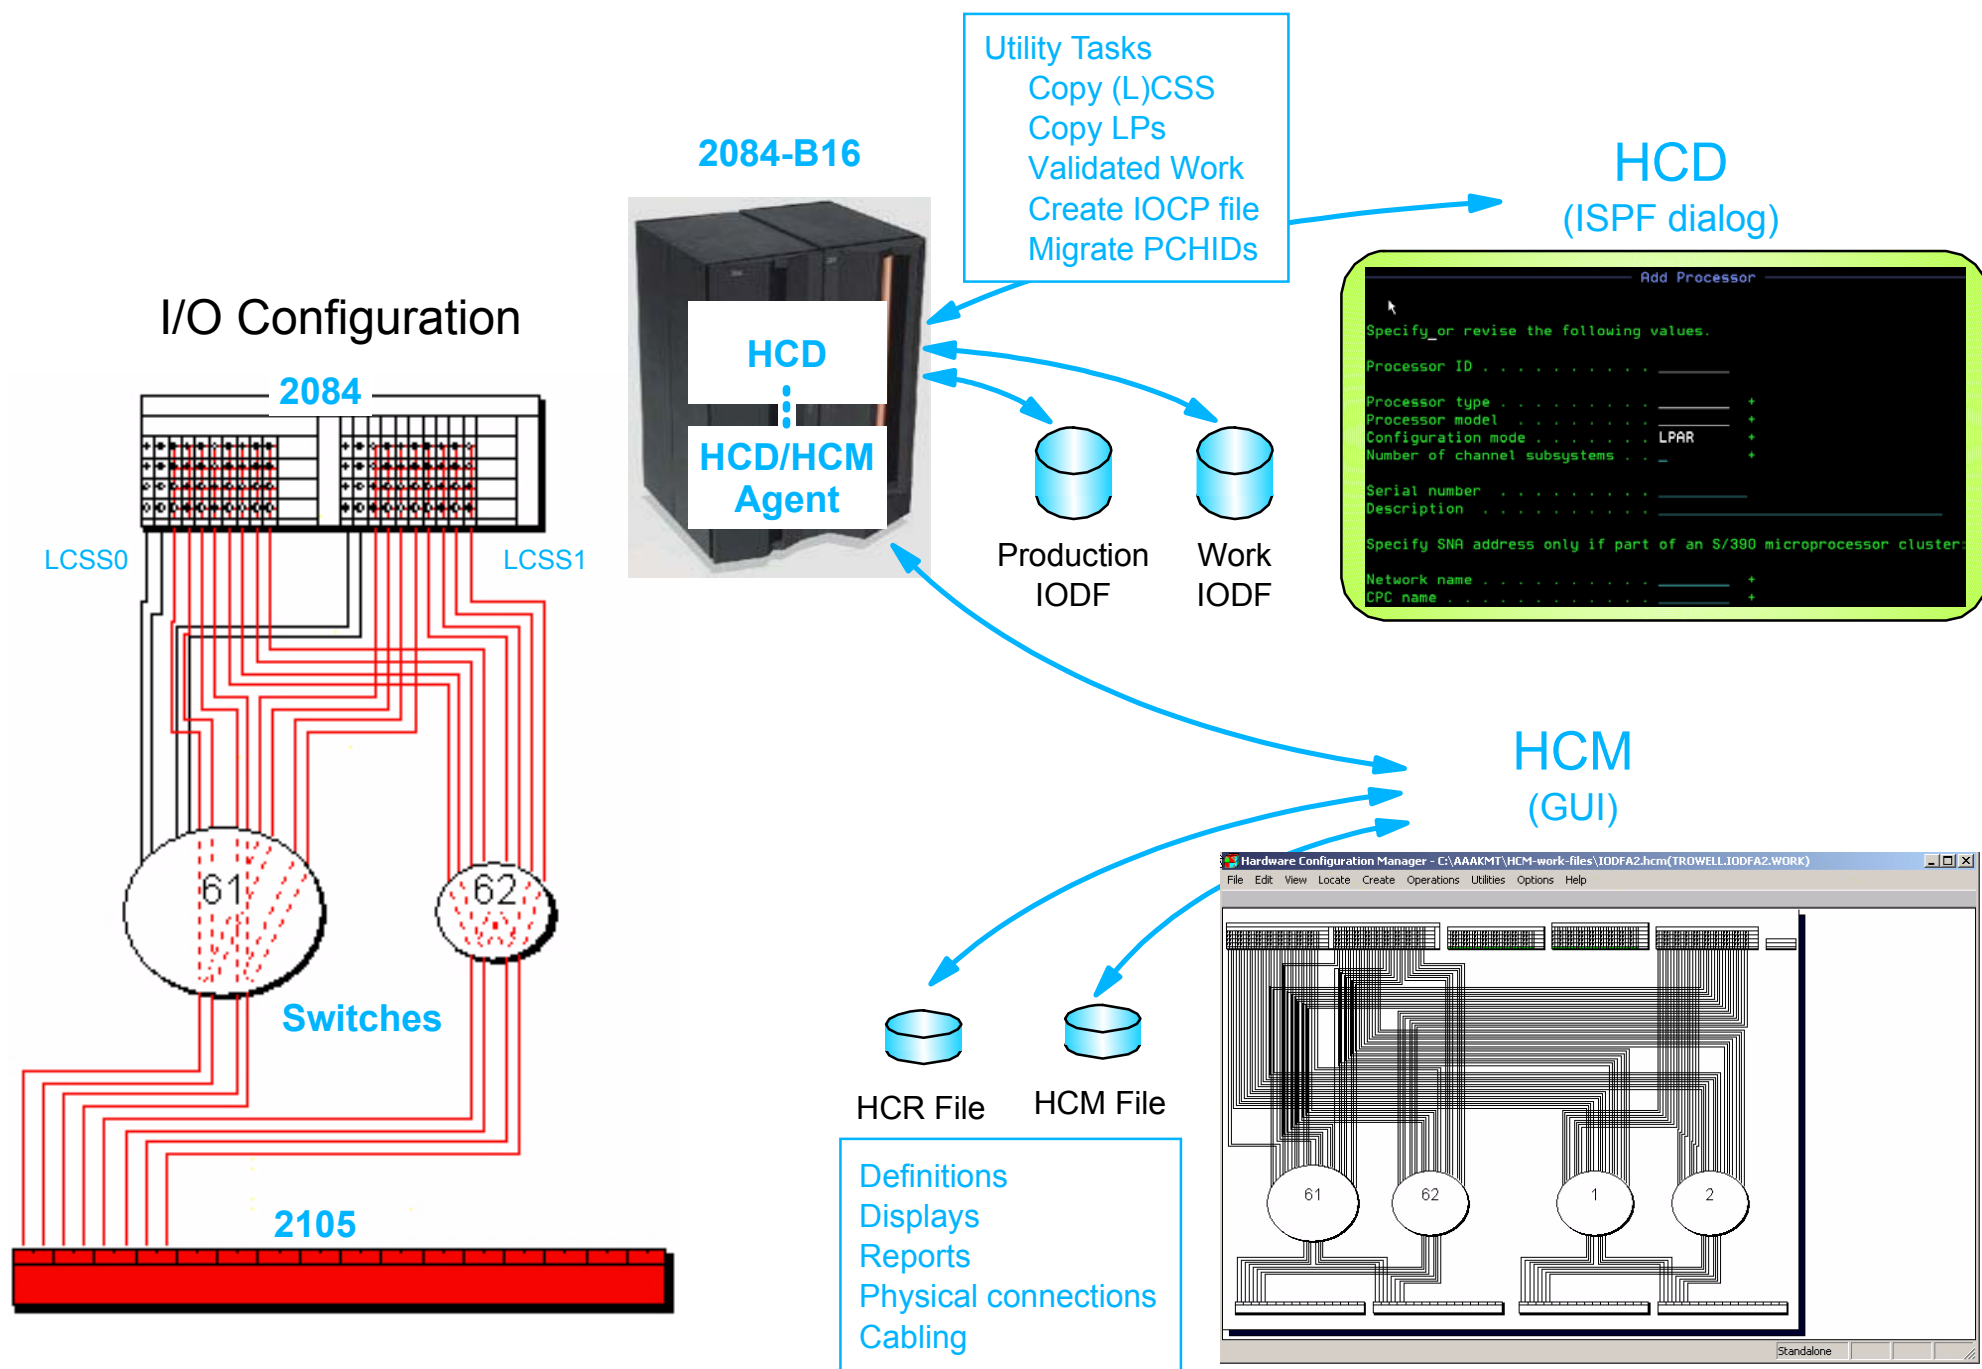 Utility Tasks
Copy (L)CSS
Copy LPs
Validated Work
Create IOCP file
Migrate PCHIDs
2084-B16
HCD
HCD/HCM
Agent
HCD
(ISPF dialog)
Add Processor
Specify or revise the following values.
Processor ID . . . . . . . . . .
Processor type . . . . . . . . . +
Processor model . . . . . . . . . +
Configuration mode . . . . . . . LPAR +
Number of channel subsystems . . +
Serial number . . . . . . . . .
Description . . . . . . . . . .
Specify SNA address only if part of an S/390 microprocessor cluster:
Network name . . . . . . . . . . +
CPC name . . . . . . . . . . . . +
I/O Configuration
2084
LCSS0
LCSS1
61
62
Switches
2105
Production
IODF
Work
IODF
HCM
(GUI)
HCR File
HCM File
Definitions
Displays
Reports
Physical connections
Cabling
Hardware Configuration Manager - C:\AAAKMT\HCM-work-files\IODFA2.hcm(TROWELL.IODFA2.WORK)
File Edit View Locate Create Operations Utilities Options Help
61
62
1
2
Standalone